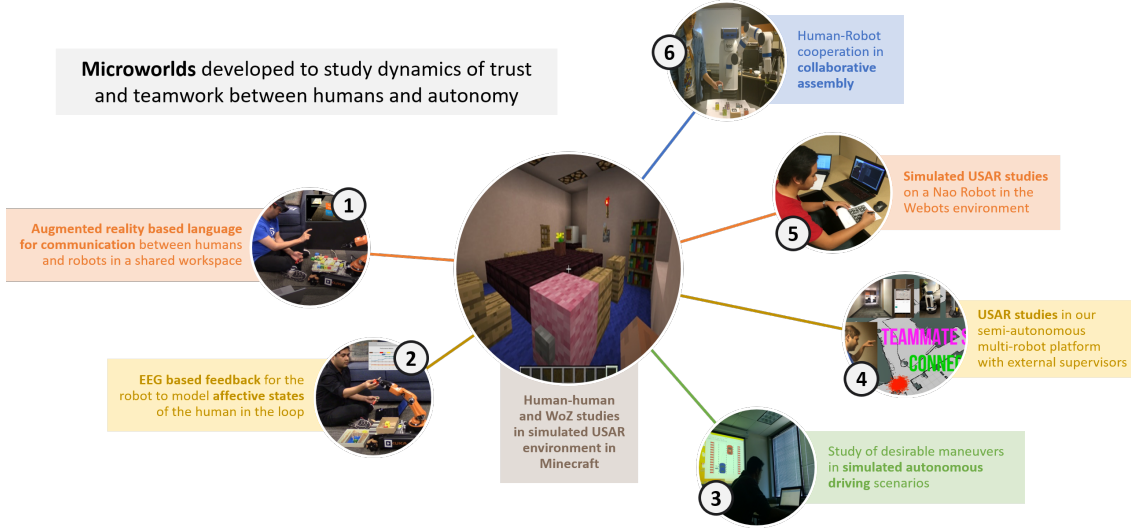 Microworlds developed to study dynamics of trust
and teamwork between humans and autonomy
6
Human-Robot
cooperation in
collaborative
assembly
1
Augmented reality based language
for communication between humans
and robots in a shared workspace
5
Simulated USAR studies
on a Nao Robot in the
Webots environment
2
EEG based feedback for the
robot to model affective states
of the human in the loop
4
TEAMMATE S
CONNE
USAR studies in our
semi-autonomous
multi-robot platform
with external supervisors
Human-human
and WoZ studies
in simulated USAR
environment in
Minecraft
3
Study of desirable maneuvers
in simulated autonomous
driving scenarios